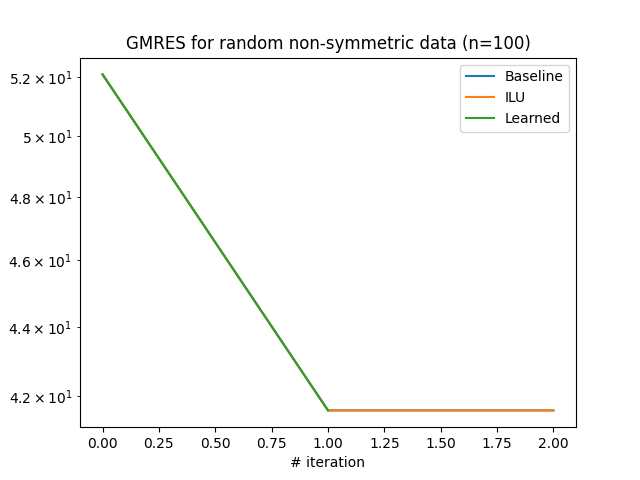 GMRES for random non-symmetric data (n=100)
5.2 × 10¹
5 × 10¹
4.8 × 10¹
4.6 × 10¹
4.4 × 10¹
4.2 × 10¹
Baseline
ILU
Learned
0.00 0.25 0.50 0.75 1.00 1.25 1.50 1.75 2.00
# iteration